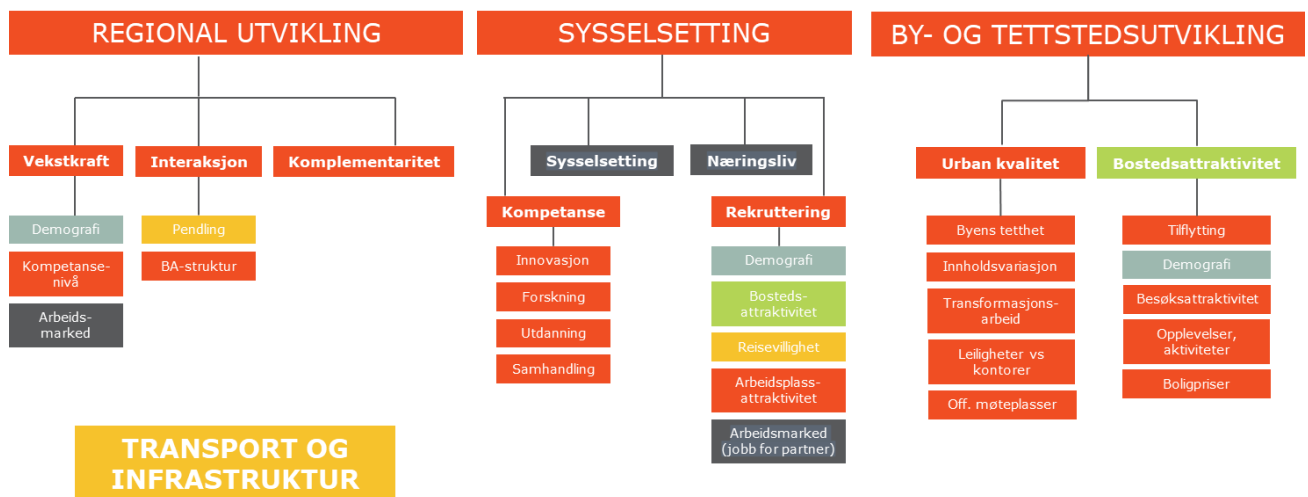 REGIONAL UTVIKLING
Vekstkraft
Interaksjon
Komplementaritet
Demografi
Kompetanse-
nivå
Arbeids-
marked
Pendling
BA-struktur
TRANSPORT OG
INFRASTRUKTUR
SYSSELSETTING
Sysselsetting
Næringsliv
Kompetanse
Innovasjon
Forskning
Utdanning
Samhandling
Rekruttering
Demografi
Bosteds-
attraktivitet
Reisevillighet
Arbeidsplass-
attraktivitet
Arbeidsmarked
(jobb for partner)
BY- OG TETTSTEDSUTVIKLING
Urban kvalitet
Byens tetthet
Innholdsvariasjon
Transformasjons-
arbeid
Leiligheter vs
kontorer
Off. møteplasser
Bostedsattraktivitet
Tilflytting
Demografi
Besøksattraktivitet
Opplevelser,
aktiviteter
Boligpriser